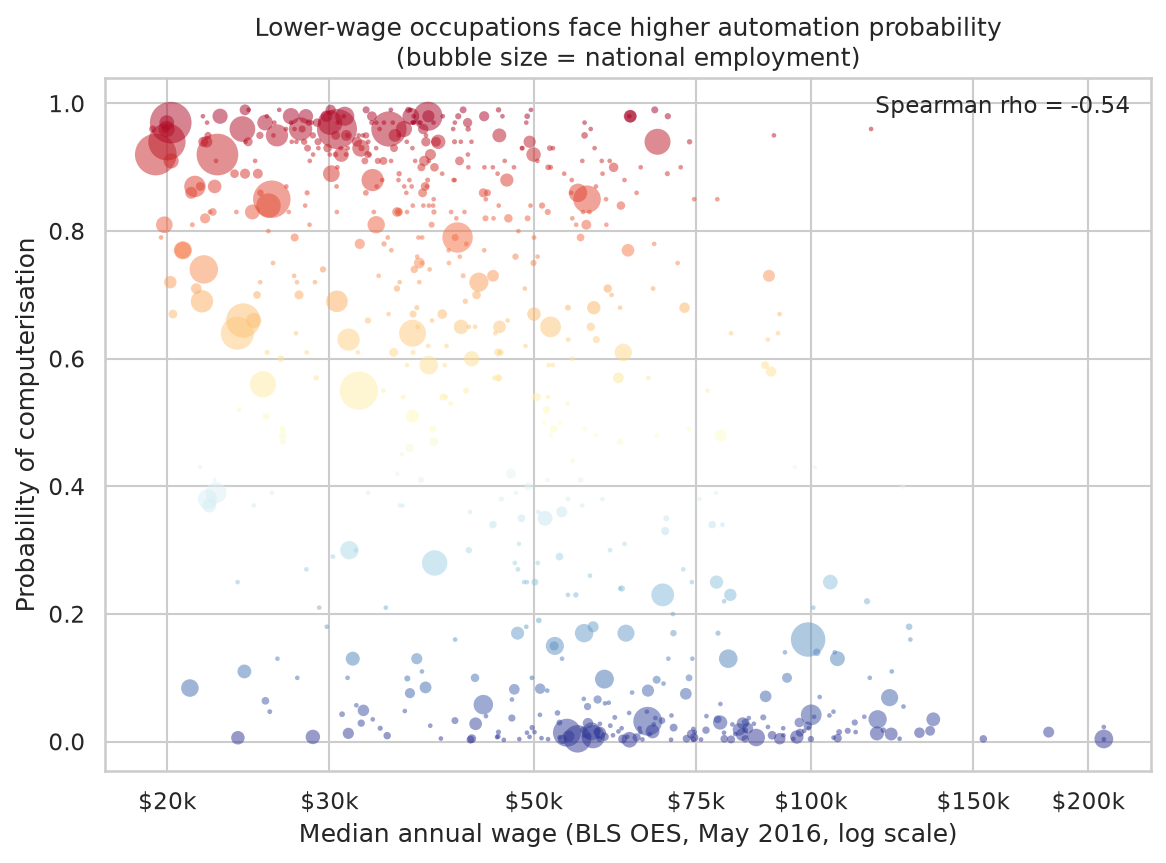 Lower-wage occupations face higher automation probability
(bubble size = national employment)
Spearman rho = -0.54
1.0
0.8
0.6
0.4
0.2
0.0
Probability of computerisation
$20k
$30k
$50k
$75k
$100k
$150k
$200k
Median annual wage (BLS OES, May 2016, log scale)